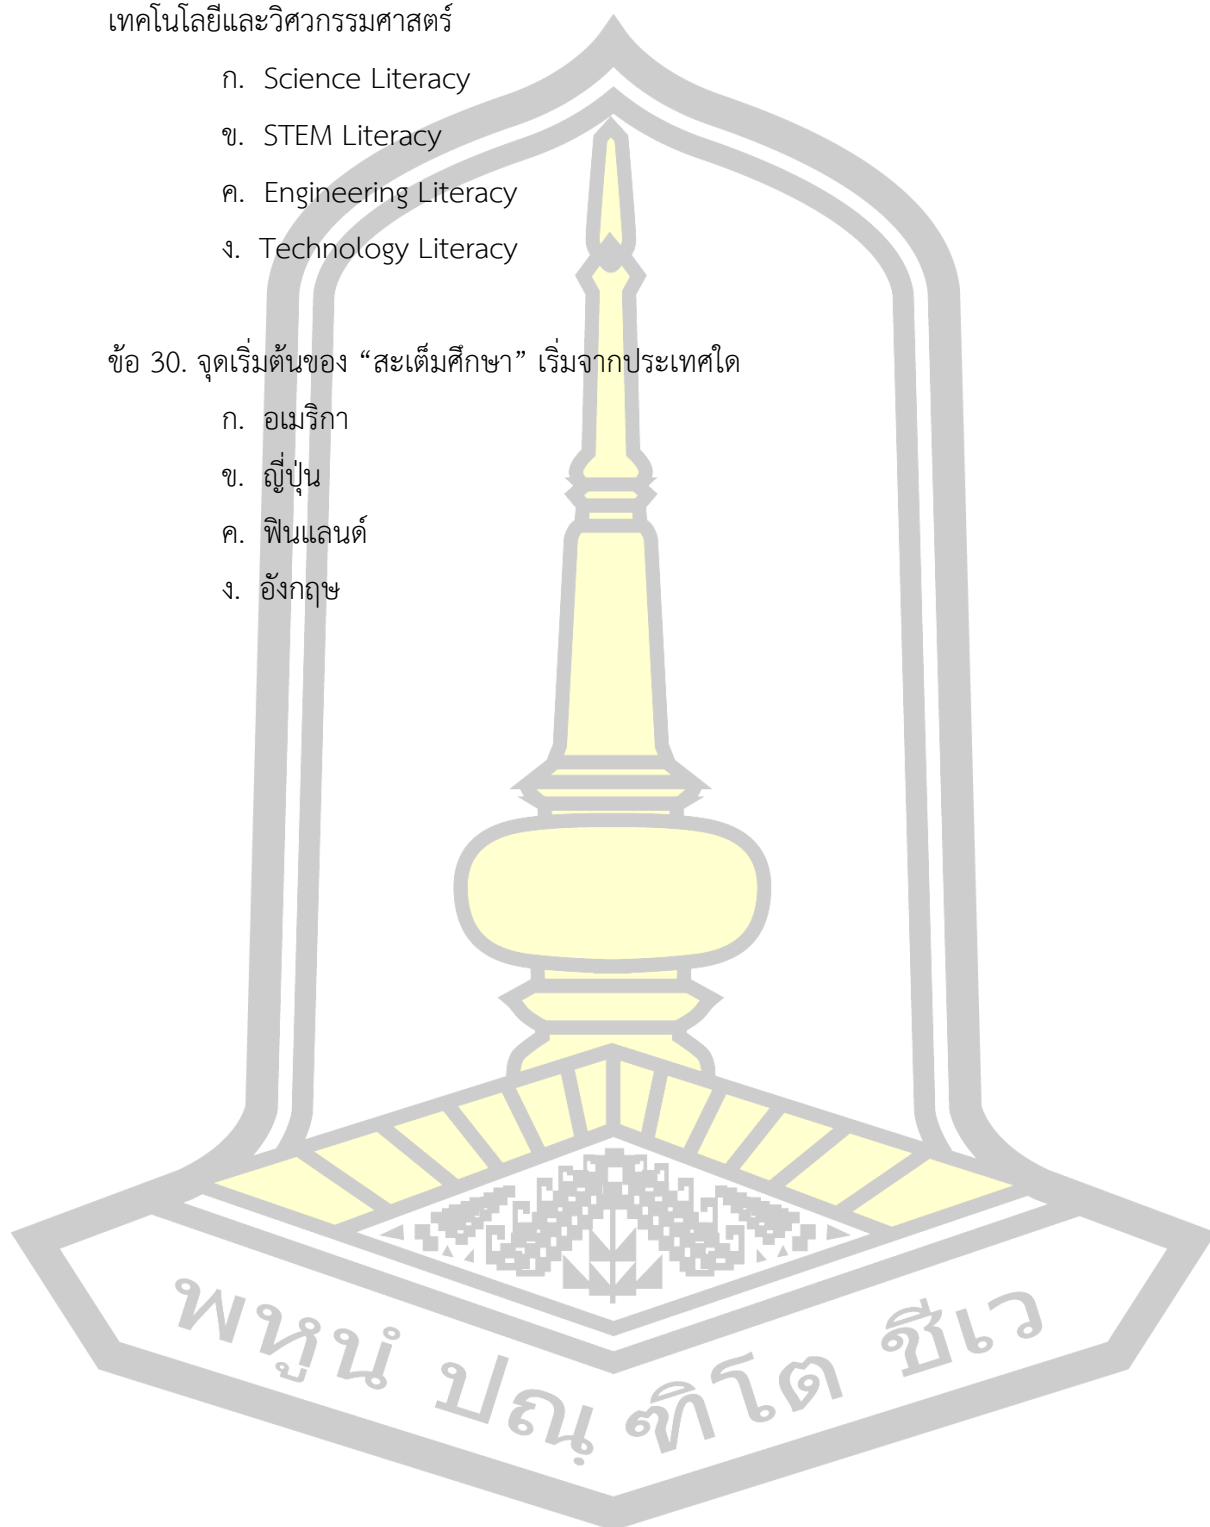 เทคโนโลยีและวิศวกรรมศาสตร์
ก. Science Literacy
ข. STEM Literacy
ค. Engineering Literacy
ง. Technology Literacy
ข้อ 30. จุดเริ่มต้นของ “สะเต็มศึกษา” เริ่มจากประเทศใด
ก. อเมริกา
ข. ญี่ปุ่น
ค. ฟินแลนด์
ง. อังกฤษ
พหูนํ ปณฺฑิโต ชีเว